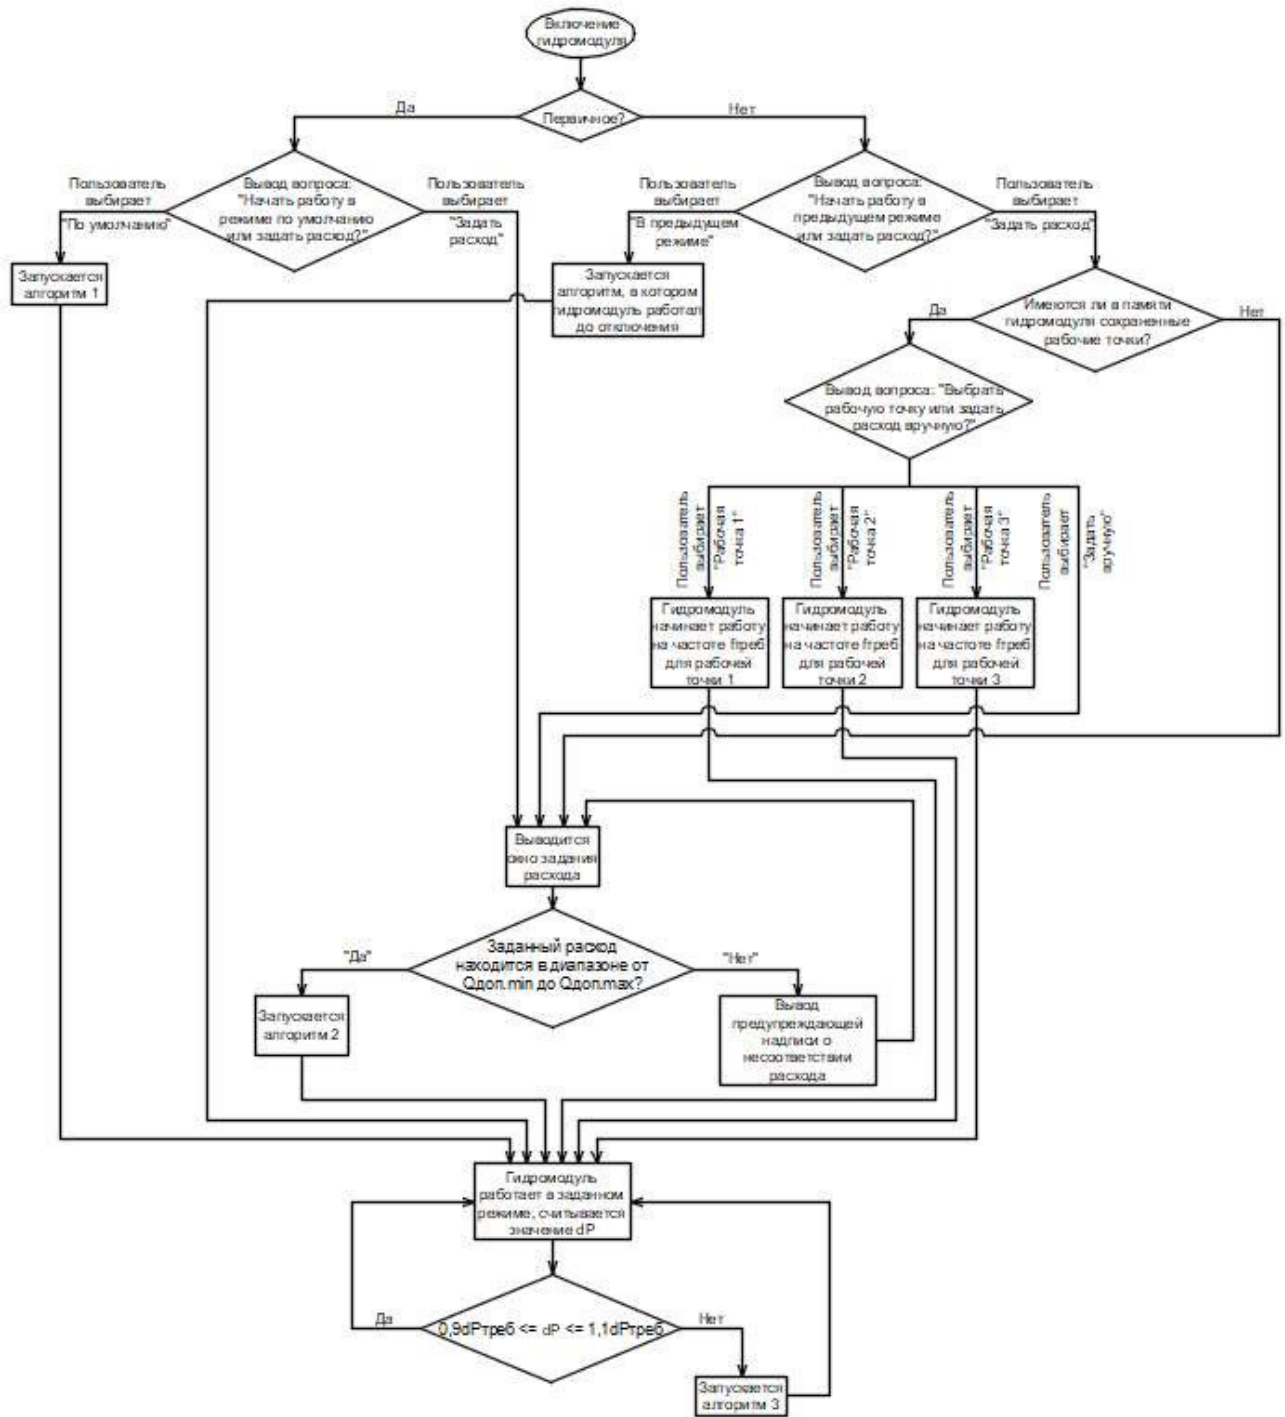 Включение
гидромодуля
Первичное?
Да
Нет
Пользователь
выбирает
"По умолчанию"
Вывод вопроса:
"Начать работу в
режиме по умолчанию
или задать расход?"
Пользователь
выбирает
"Задать
расход"
Пользователь
выбирает
"В предыдущем
режиме"
Вывод вопроса:
"Начать работу в
предыдущем режиме
или задать расход?"
Пользователь
выбирает
"Задать расход"
Запускается
алгоритм 1
Запускается
алгоритм, в котором
гидромодуль работал
до отключения
Имеются ли в памяти
гидромодуля сохраненные
рабочие точки?
Да
Нет
Вывод вопроса: "Выбрать
рабочую точку или задать
расход вручную?"
Пользователь
выбирает
"Рабочая
точка 1"
Пользователь
выбирает
"Рабочая
точка 2"
Пользователь
выбирает
"Рабочая
точка 3"
Пользователь
выбирает
"Задать
вручную"
Гидромодуль
начинает работу
на частоте fтреб
для рабочей
точки 1
Гидромодуль
начинает работу
на частоте fтреб
для рабочей
точки 2
Гидромодуль
начинает работу
на частоте fтреб
для рабочей
точки 3
Выводится
окно задания
расхода
Заданный расход
находится в диапазоне от
Qдоп.min до Qдоп.max?
"Да"
"Нет"
Запускается
алгоритм 2
Вывод
предупреждающей
надписи о
несоответствии
расхода
Гидромодуль
работает в заданном
режиме, считывается
значение dP
0,9dPтреб <= dP <= 1,1dPтреб
Да
Нет
Запускается
алгоритм 3